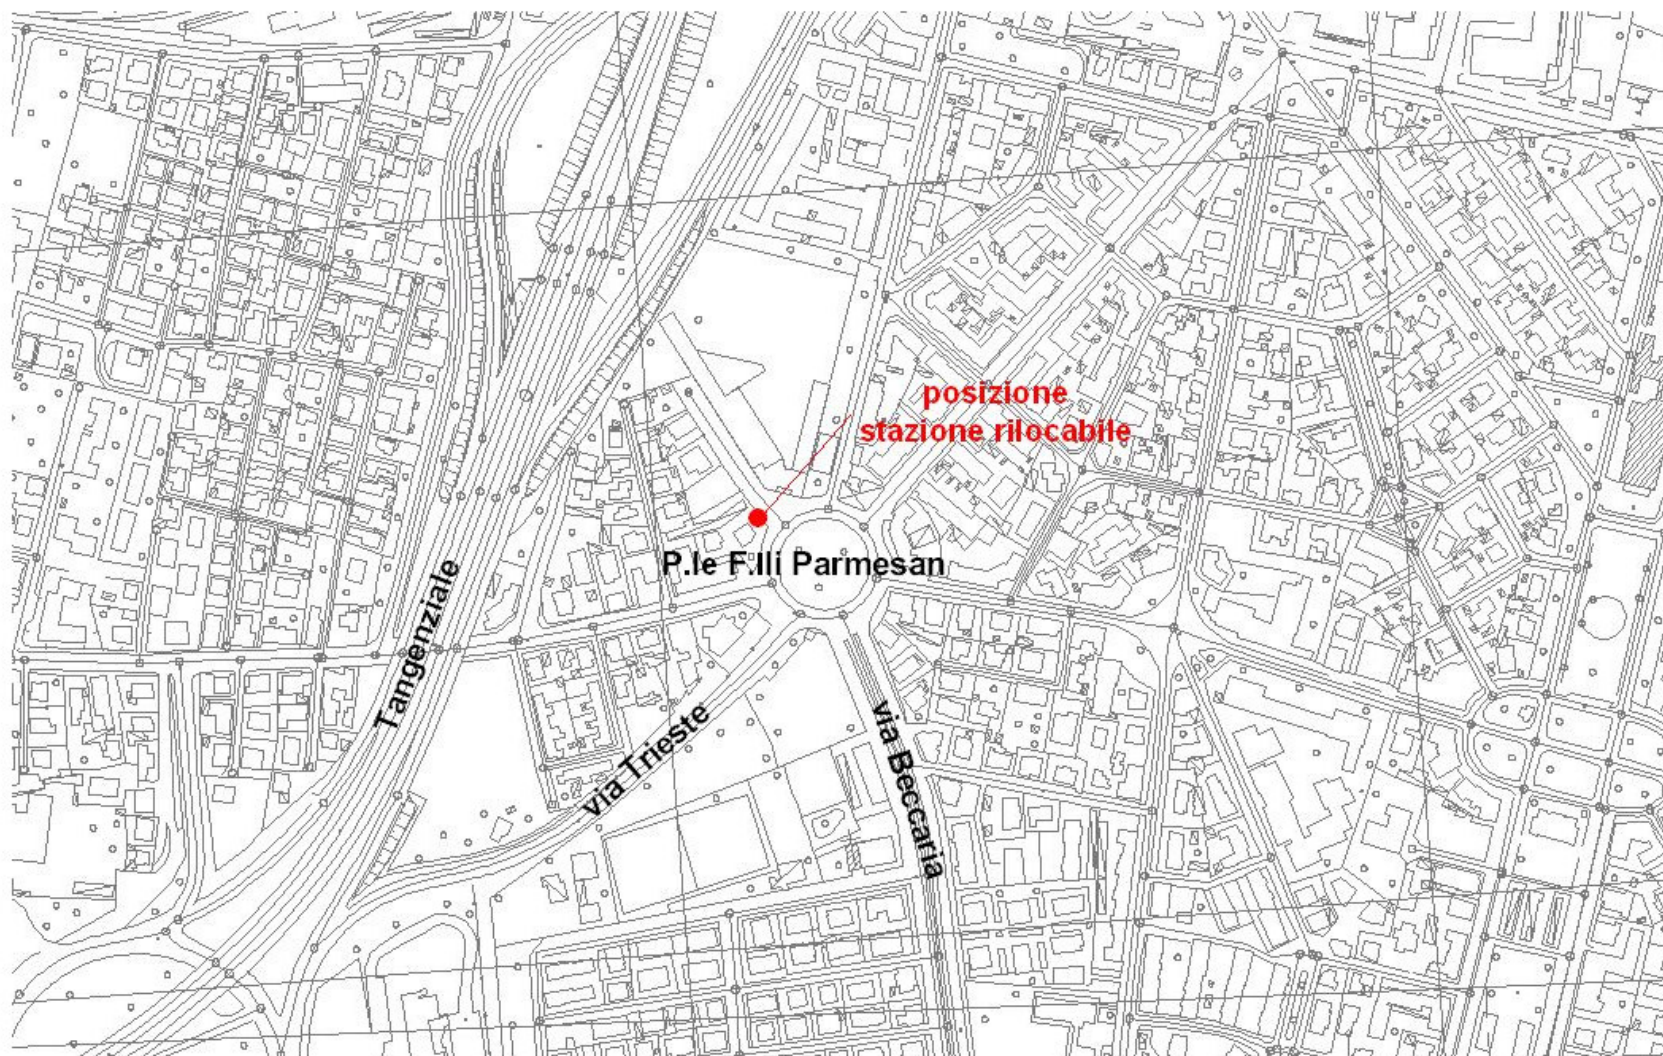 posizione
stazione rilocabile
P.le F.lli Parmesan
Tangenziale
via Trieste
via Beccaria